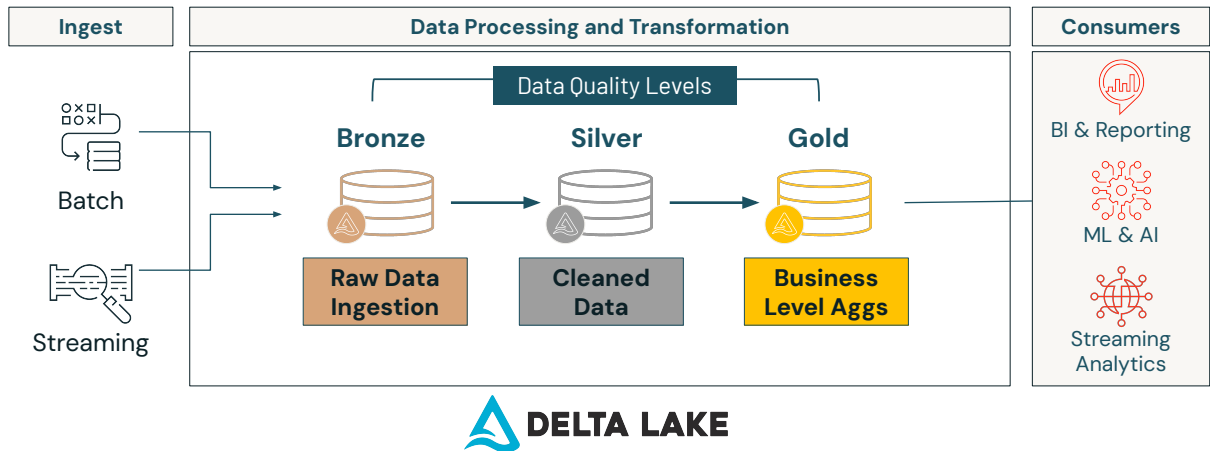 Ingest
Data Processing and Transformation
Consumers
Data Quality Levels
Bronze
Silver
Gold
Batch
Streaming
Raw Data
Ingestion
Cleaned
Data
Business
Level Aggs
BI & Reporting
ML & AI
Streaming
Analytics
DELTA LAKE